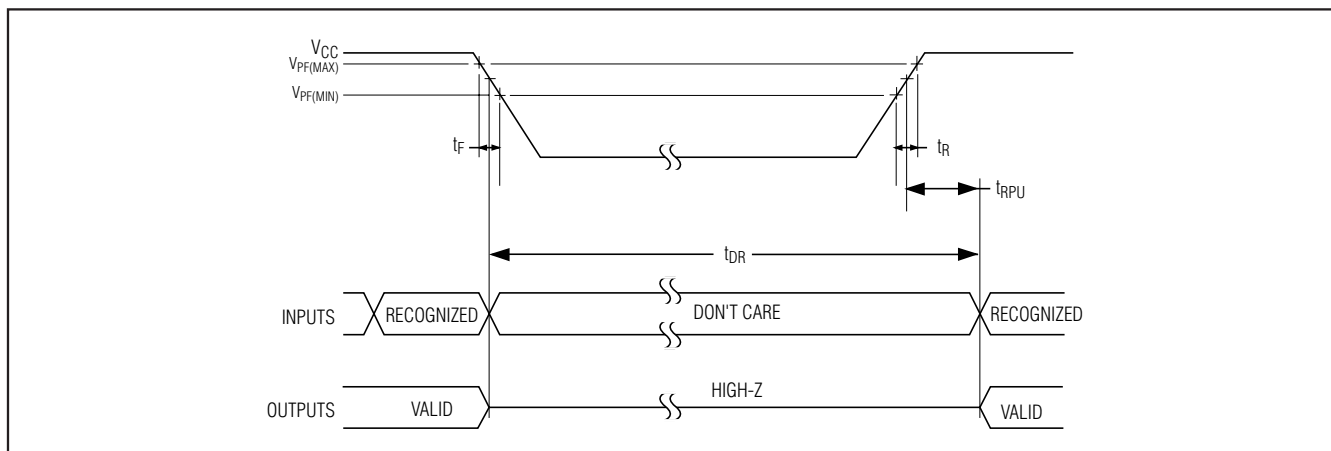 VCC
VPF(MAX)
VPF(MIN)
tF
tR
tRPU
tDR
INPUTS RECOGNIZED DON'T CARE RECOGNIZED
HIGH-Z
OUTPUTS VALID VALID